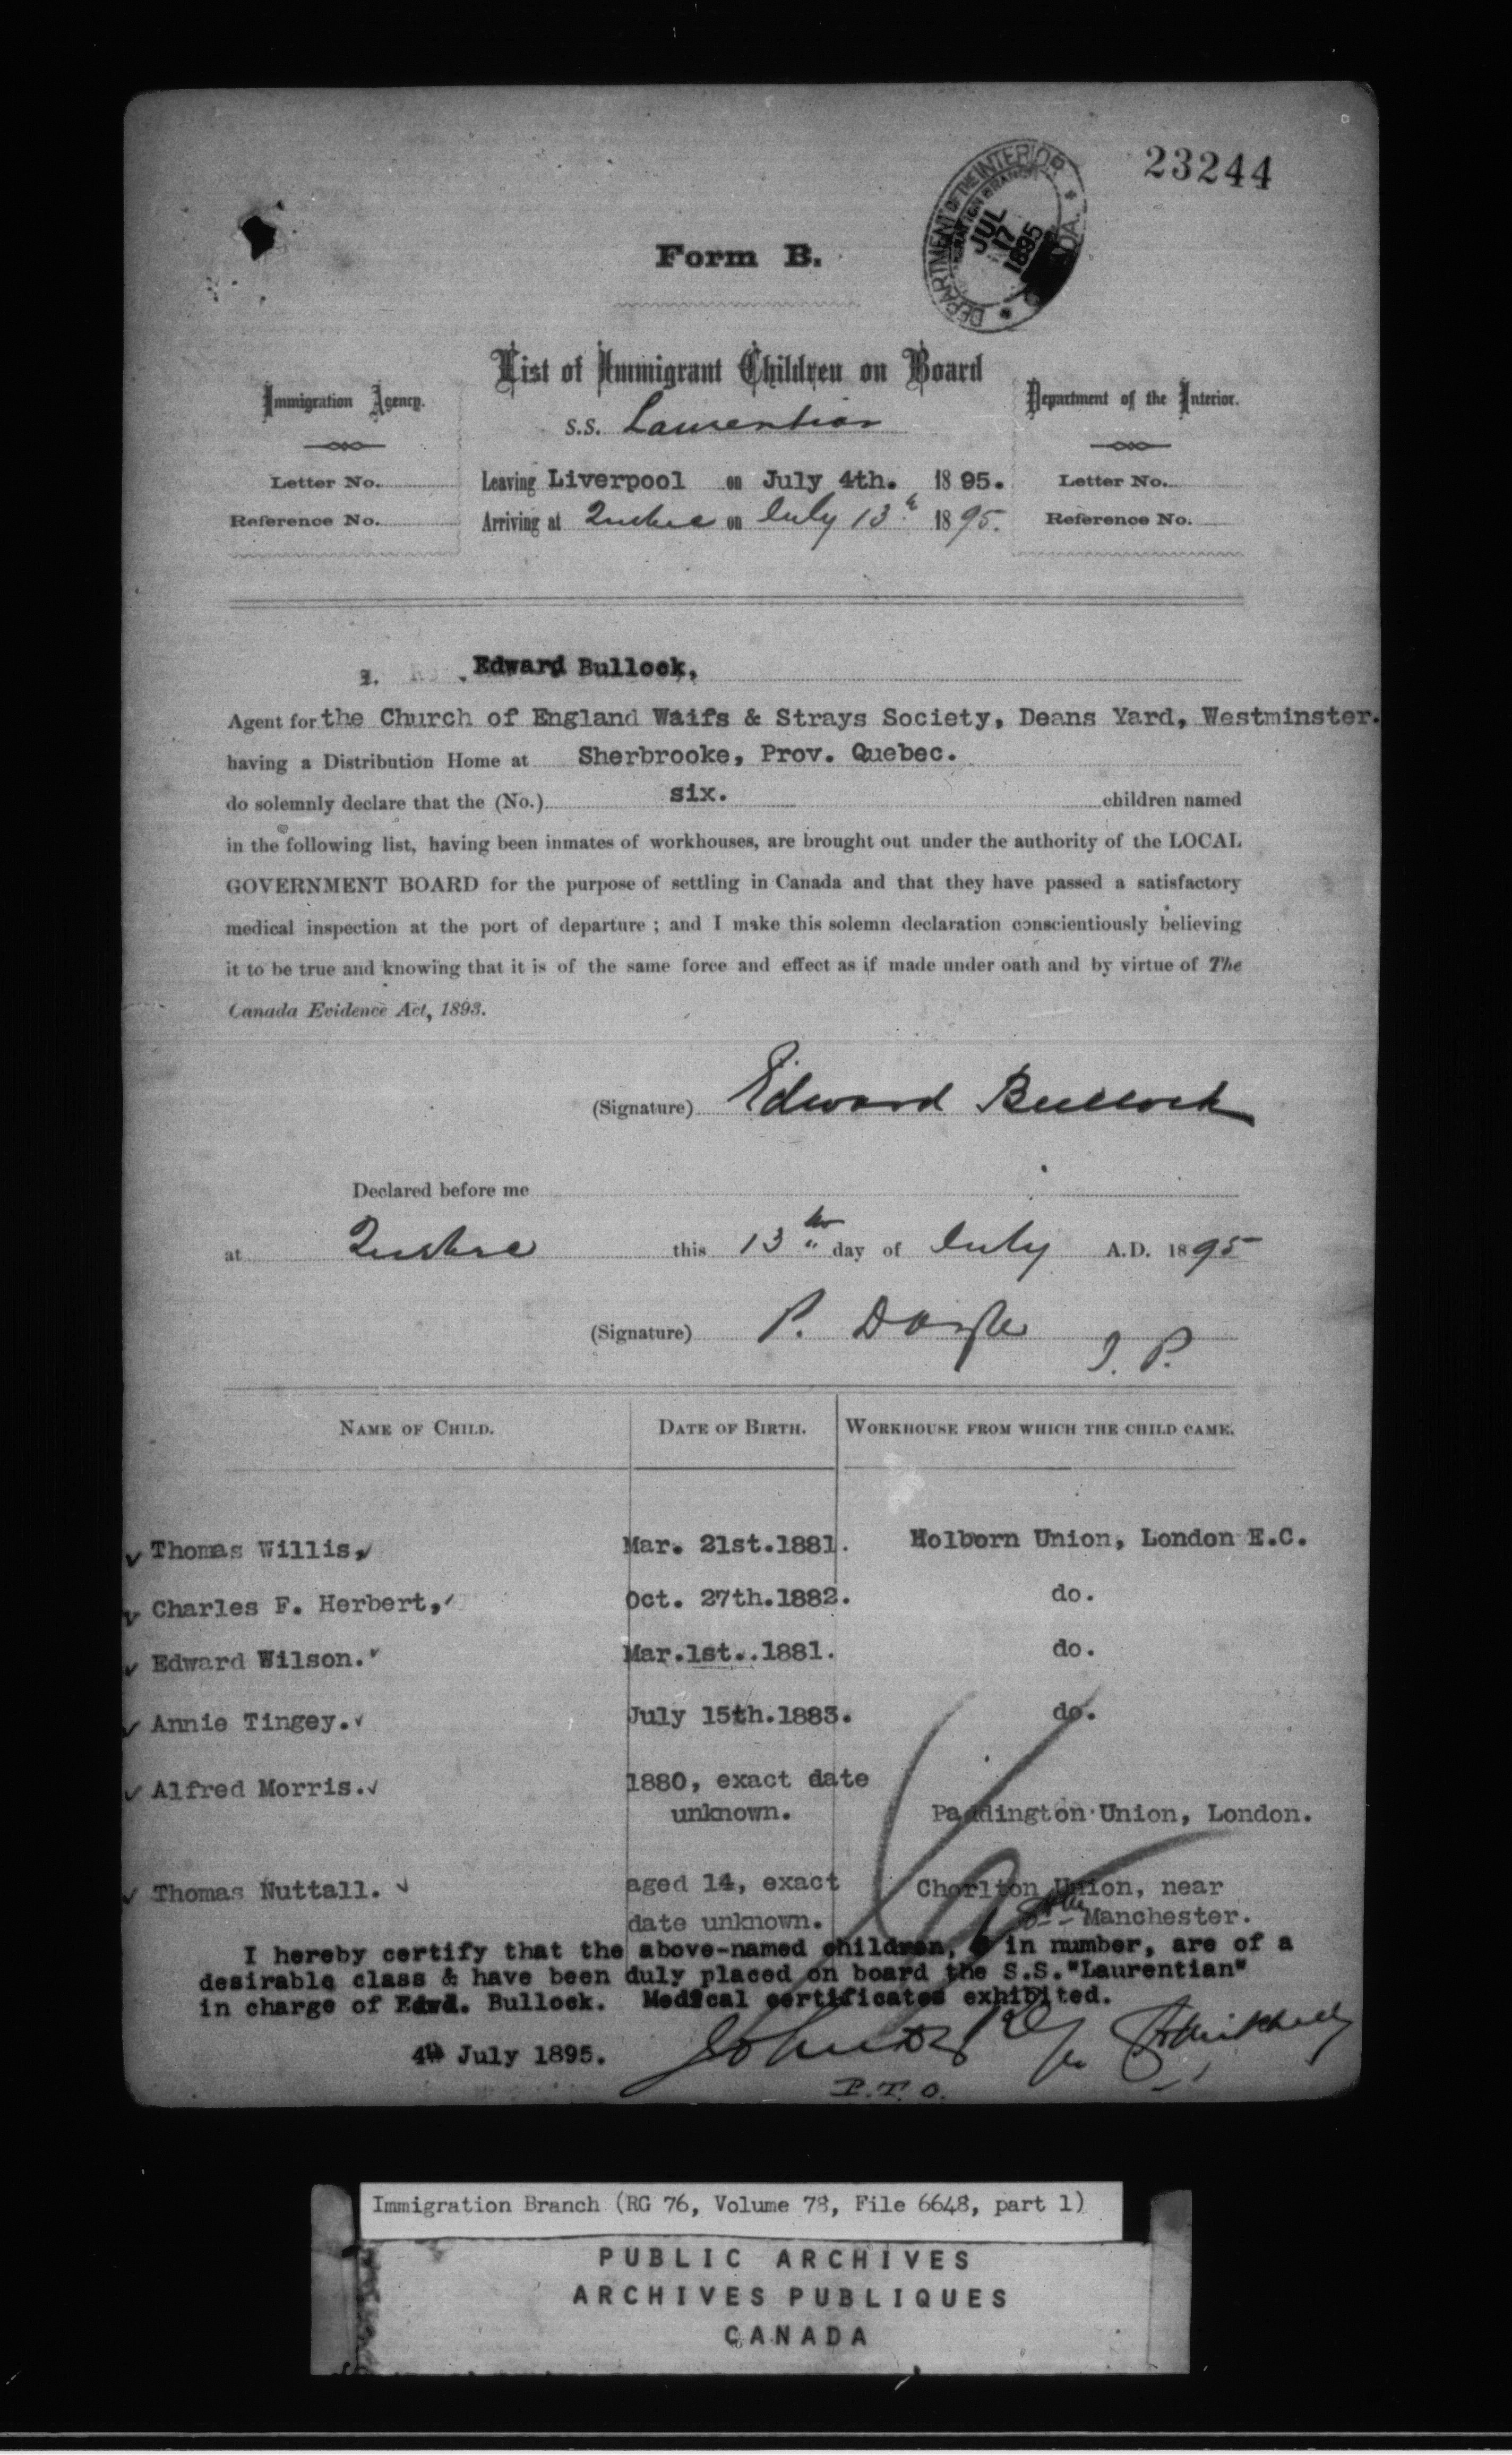 23244
DEPARTMENT OF THE INTERIOR
JUL
17
1895
Form B.
List of Immigrant Children on Board
Immigration Agency.
Department of the Interior.
S.S. Laurentian
Letter No.
Leaving Liverpool on July 4th. 1895.
Letter No.
Reference No.
Arriving at Quebec on July 13th 1895.
Reference No.
I, Edward Bullock,
Agent for the Church of England Waifs & Strays Society, Deans Yard, Westminster.
having a Distribution Home at Sherbrooke, Prov. Quebec.
do solemnly declare that the (No.) six. children named
in the following list, having been inmates of workhouses, are brought out under the authority of the LOCAL
GOVERNMENT BOARD for the purpose of settling in Canada and that they have passed a satisfactory
medical inspection at the port of departure ; and I make this solemn declaration conscientiously believing
it to be true and knowing that it is of the same force and effect as if made under oath and by virtue of The
Canada Evidence Act, 1893.
(Signature) Edward Bullock
Declared before me
at Quebec this 13th day of July A.D. 1895
(Signature) P. Doyle J. P.
NAME OF CHILD. DATE OF BIRTH. WORKHOUSE FROM WHICH THE CHILD CAME.
Thomas Willis, Mar. 21st.1881. Holborn Union, London E.C.
Charles F. Herbert, Oct. 27th.1882. do.
Edward Wilson. Mar.1st..1881. do.
Annie Tingey. July 15th.1883. do.
Alfred Morris. 1880, exact date
unknown. Paddington Union, London.
Thomas Nuttall. aged 14, exact Chorlton Union, near
date unknown. Manchester.
I hereby certify that the above-named children, in number, are of a
desirable class & have been duly placed on board the S.S."Laurentian"
in charge of Edwd. Bullock. Medical certificates exhibited.
4th July 1895.
P.T.O.
Immigration Branch (RG 76, Volume 78, File 6648, part 1)
PUBLIC ARCHIVES
ARCHIVES PUBLIQUES
CANADA